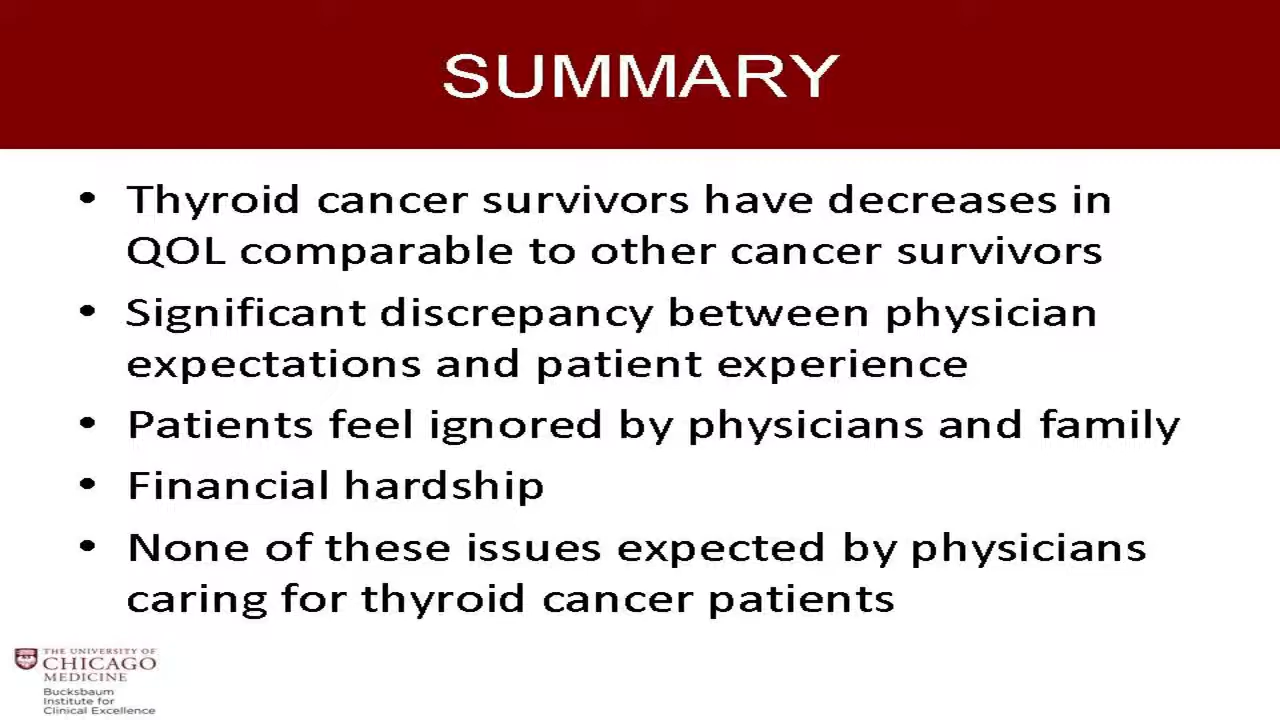 SUMMARY
• Thyroid cancer survivors have decreases in
QOL comparable to other cancer survivors
• Significant discrepancy between physician
expectations and patient experience
• Patients feel ignored by physicians and family
• Financial hardship
• None of these issues expected by physicians
caring for thyroid cancer patients
THE UNIVERSITY OF
CHICAGO
MEDICINE
Bucksbaum
Institute for
Clinical Excellence